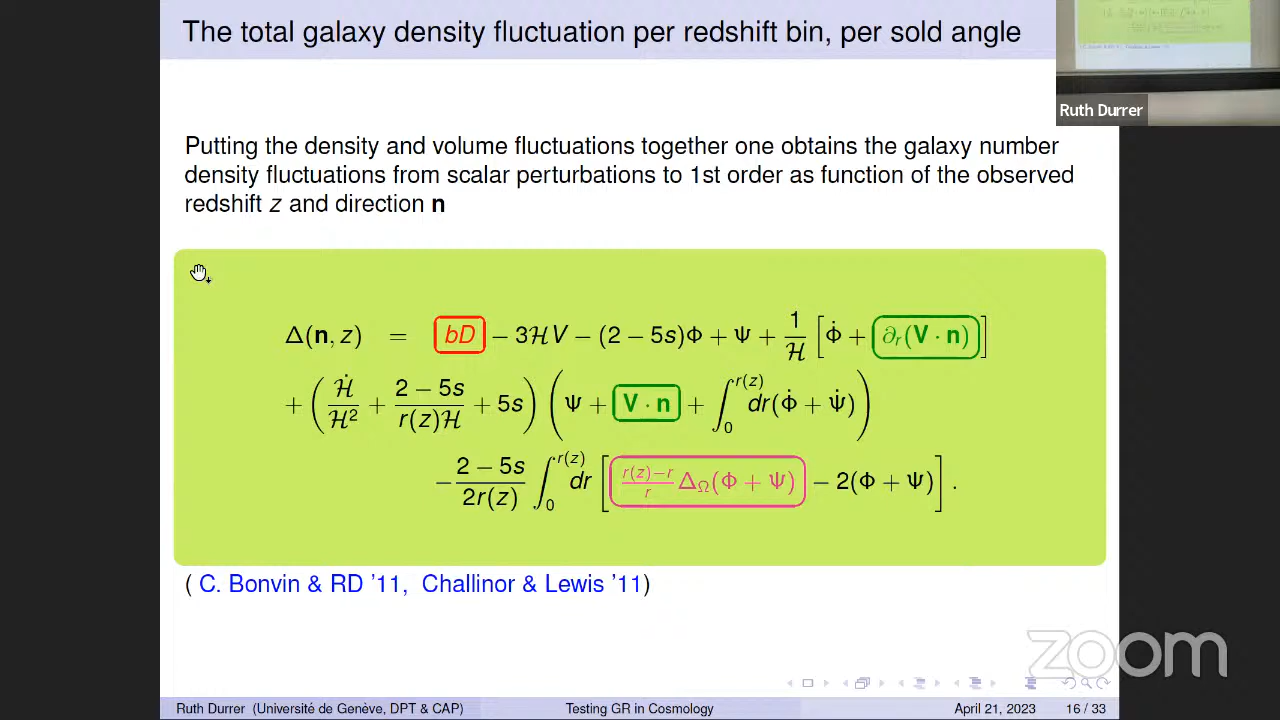 The total galaxy density fluctuation per redshift bin, per sold angle
Ruth Durrer
Putting the density and volume fluctuations together one obtains the galaxy number
density fluctuations from scalar perturbations to 1st order as function of the observed
redshift z and direction n
Δ(n, z) = bD − 3ℋV − (2 − 5s)Φ + Ψ + 1/ℋ [Φ̇ + ∂ᵣ(V · n)]
+ (ℋ̇/ℋ² + (2 − 5s)/(r(z)ℋ) + 5s) (Ψ + V · n + ∫₀^{r(z)} dr(Φ̇ + Ψ̇))
− (2 − 5s)/(2r(z)) ∫₀^{r(z)} dr [(r(z)−r)/r Δ_Ω(Φ + Ψ) − 2(Φ + Ψ)] .
( C. Bonvin & RD '11, Challinor & Lewis '11)
zoom
Ruth Durrer (Université de Genève, DPT & CAP) Testing GR in Cosmology April 21, 2023 16 / 33